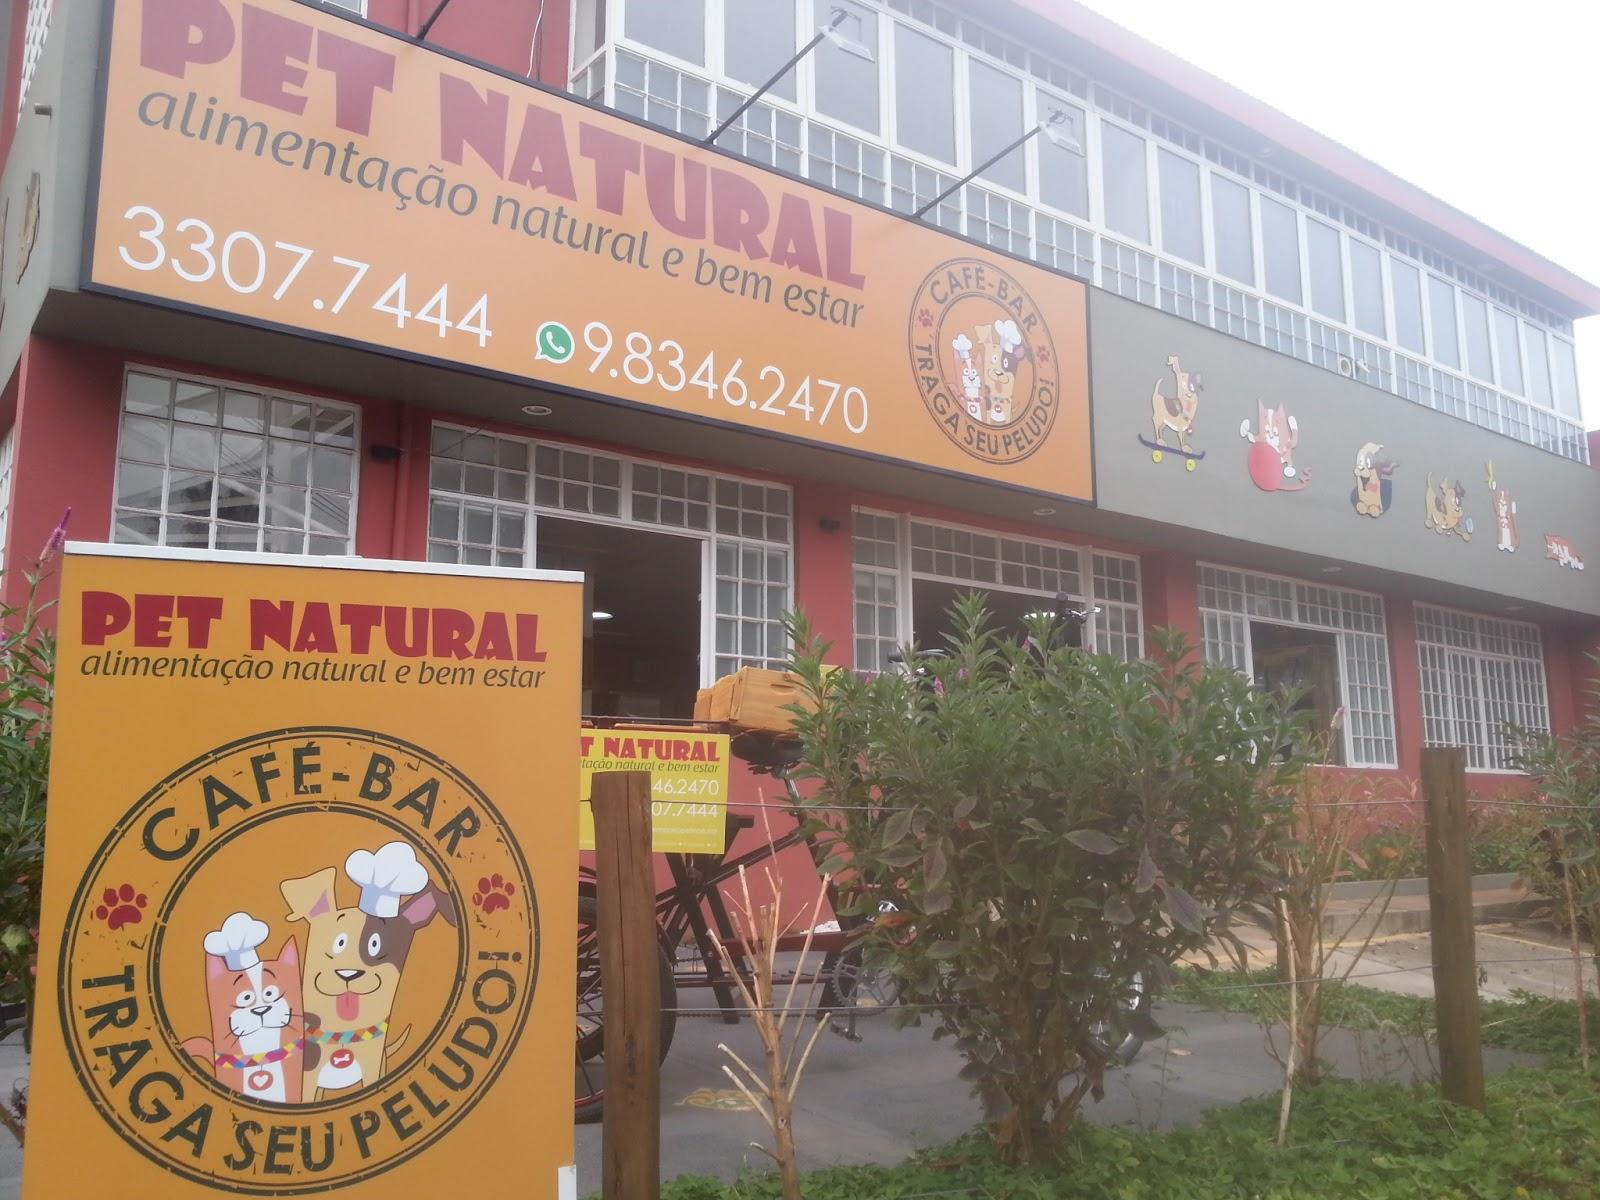 PET NATURAL
alimentação natural e bem estar
3307.7444 9.8346.2470
CAFÉ-BAR
TRAGA SEU PELUDO!
PET NATURAL
alimentação natural e bem estar
CAFÉ-BAR
TRAGA SEU PELUDO!
T NATURAL
tação natural e bem estar
46.2470
07.7444